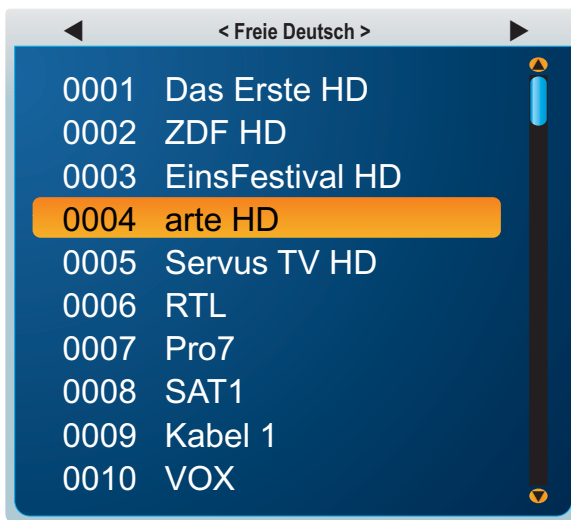 < Freie Deutsch >
0001 Das Erste HD
0002 ZDF HD
0003 EinsFestival HD
0004 arte HD
0005 Servus TV HD
0006 RTL
0007 Pro7
0008 SAT1
0009 Kabel 1
0010 VOX